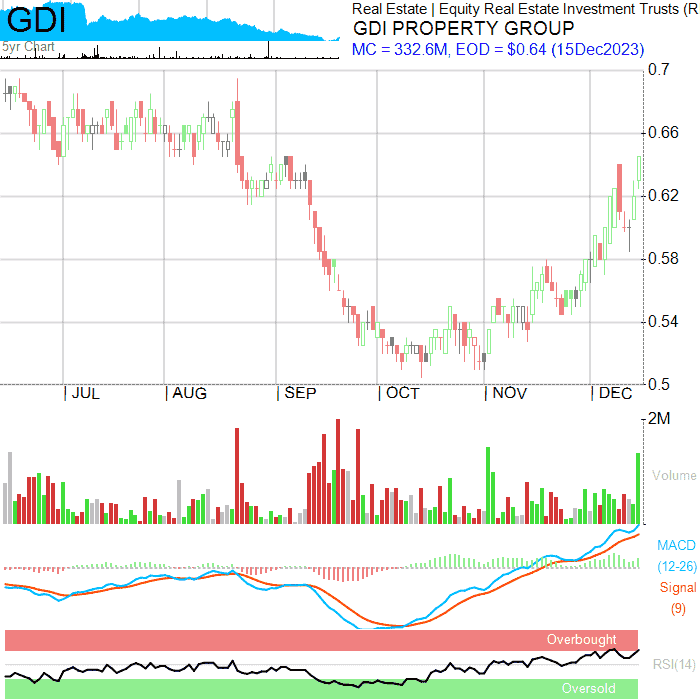 GDI
Real Estate | Equity Real Estate Investment Trusts (R
GDI PROPERTY GROUP
MC = 332.6M, EOD = $0.64 (15Dec2023)
5yr Chart
0.7
0.66
0.62
0.58
0.54
0.5
| JUL | AUG | SEP | OCT | NOV | DEC
2M
Volume
MACD
(12-26)
Signal
(9)
Overbought
RSI(14)
Oversold